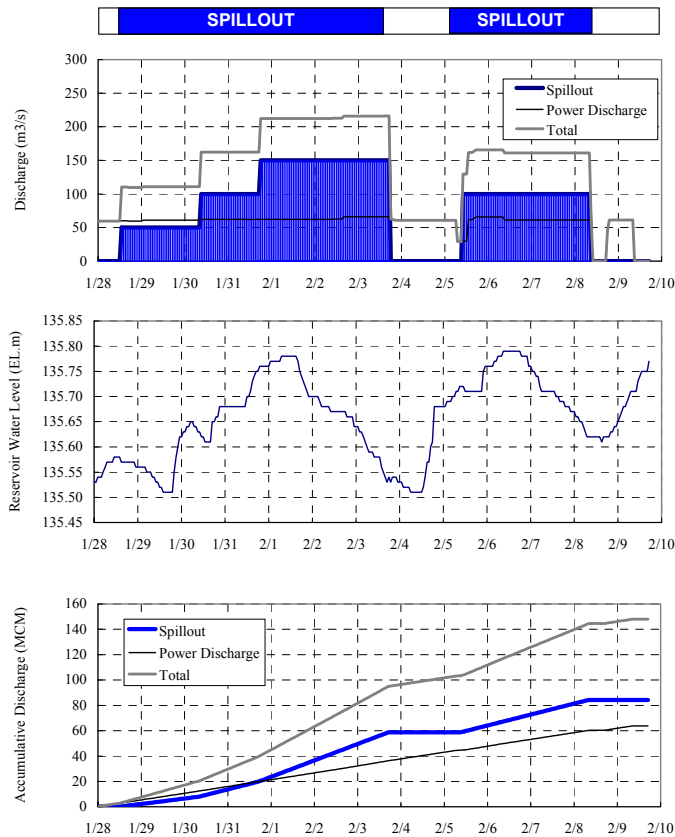 SPILLOUT SPILLOUT
Discharge (m3/s)
300
250
200
150
100
50
0
Spillout
Power Discharge
Total
1/28 1/29 1/30 1/31 2/1 2/2 2/3 2/4 2/5 2/6 2/7 2/8 2/9 2/10
Reservoir Water Level (EL.m)
135.85
135.80
135.75
135.70
135.65
135.60
135.55
135.50
135.45
1/28 1/29 1/30 1/31 2/1 2/2 2/3 2/4 2/5 2/6 2/7 2/8 2/9 2/10
Accumulative Discharge (MCM)
160
140
120
100
80
60
40
20
0
Spillout
Power Discharge
Total
1/28 1/29 1/30 1/31 2/1 2/2 2/3 2/4 2/5 2/6 2/7 2/8 2/9 2/10